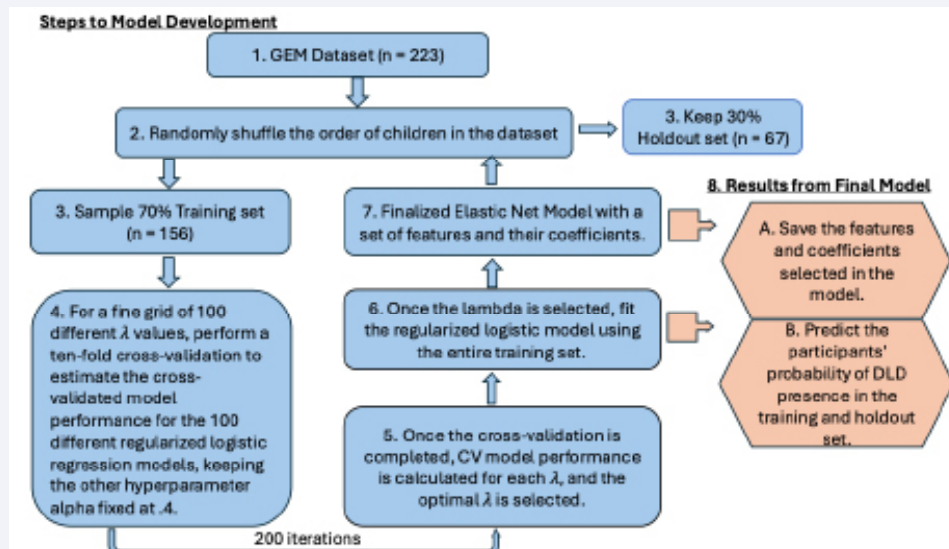 Steps to Model Development
1. GEM Dataset (n = 223)
2. Randomly shuffle the order of children in the dataset
3. Keep 30%
Holdout set (n = 67)
3. Sample 70% Training set
(n = 156)
4. For a fine grid of 100
different λ values, perform a
ten-fold cross-validation to
estimate the cross-
validated model
performance for the 100
different regularized logistic
regression models, keeping
the other hyperparameter
alpha fixed at .4.
200 iterations
5. Once the cross-validation is
completed, CV model performance
is calculated for each λ, and the
optimal λ is selected.
6. Once the lambda is selected, fit
the regularized logistic model using
the entire training set.
7. Finalized Elastic Net Model with a
set of features and their coefficients.
8. Results from Final Model
A. Save the features
and coefficients
selected in the
model.
B. Predict the
participants'
probability of DLD
presence in the
training and holdout
set.